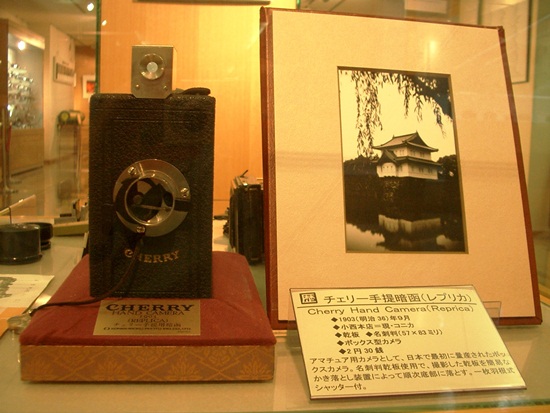 CHERRY
CHERRY
HAND CAMERA
(REPLICA)
チェリー手提暗函
歴 チェリー手提暗函(レプリカ)
Cherry Hand Camera(Reprica)
◆1903(明治36)年9月
◆小西本店=現・コニカ
◆乾板 ◆名刺判(57×83ミリ)
◆ボックス型カメラ
◆2円30銭
アマチュア用カメラとして、日本で最初に量産されたボッ
クスカメラ。名刺判乾板使用で、撮影した乾板を簡易な
かき落とし装置によって順次底部に落とす。一枚羽根式
シャッター付。